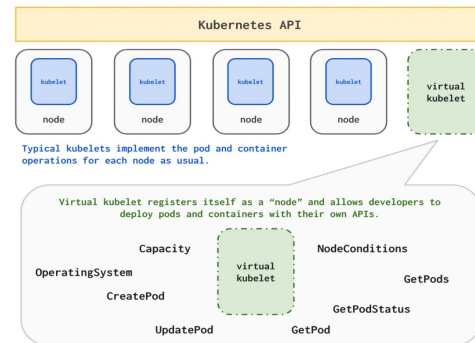 Kubernetes API
kubelet
kubelet
kubelet
kubelet
virtual
kubelet
node
node
node
node
Typical kubelets implement the pod and container
operations for each node as usual.
Virtual kubelet registers itself as a “node” and allows developers to
deploy pods and containers with their own APIs.
Capacity
NodeConditions
virtual
kubelet
OperatingSystem
GetPods
CreatePod
GetPodStatus
UpdatePod
GetPod